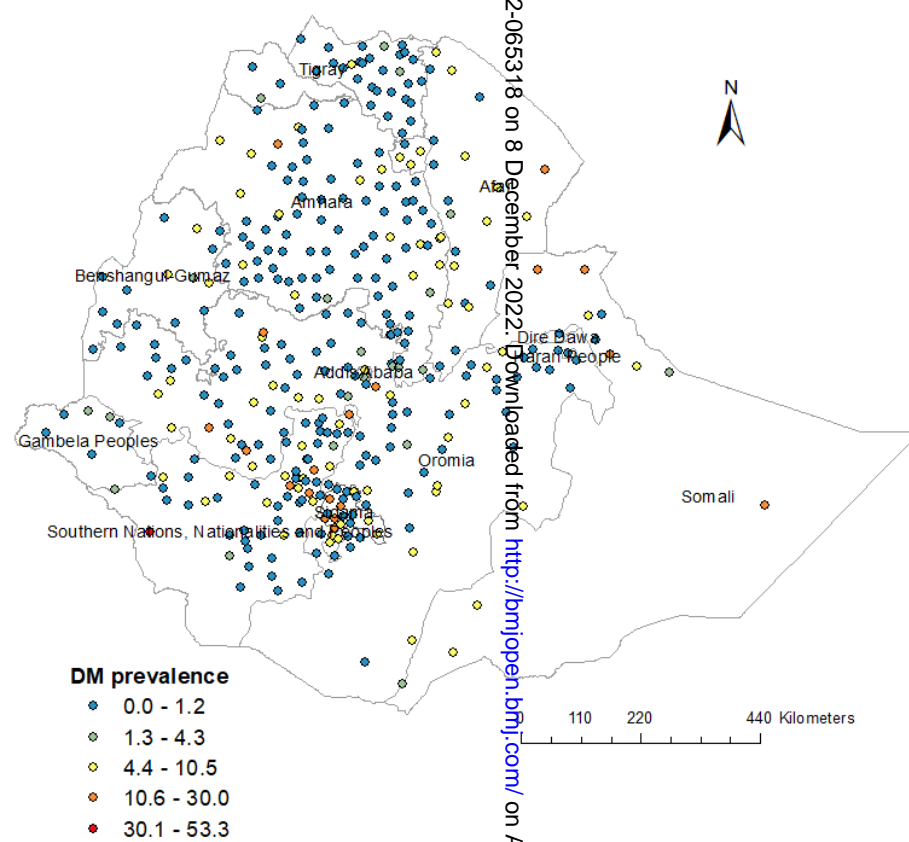 2-065318 on 8 December 2022. Downloaded from http://bmjopen.bmj.com/ on A
N
Tigray
Afar
Amhara
Benshangul-Gumaz
Dire Dawa
Harari People
Addis Ababa
Gambela Peoples
Oromia
Somali
Sidama
Southern Nations, Nationalities and Peoples
DM prevalence
0.0 - 1.2
1.3 - 4.3
4.4 - 10.5
10.6 - 30.0
30.1 - 53.3
0 110 220 440 Kilometers